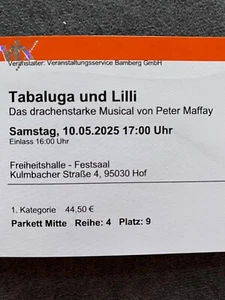 Veranstalter: Veranstaltungsservice Bamberg GmbH
Tabaluga und Lilli
Das drachenstarke Musical von Peter Maffay
Samstag, 10.05.2025 17:00 Uhr
Einlass 16:00 Uhr
Freiheitshalle - Festsaal
Kulmbacher Straße 4, 95030 Hof
1. Kategorie 44,50 €
Parkett Mitte Reihe: 4 Platz: 9